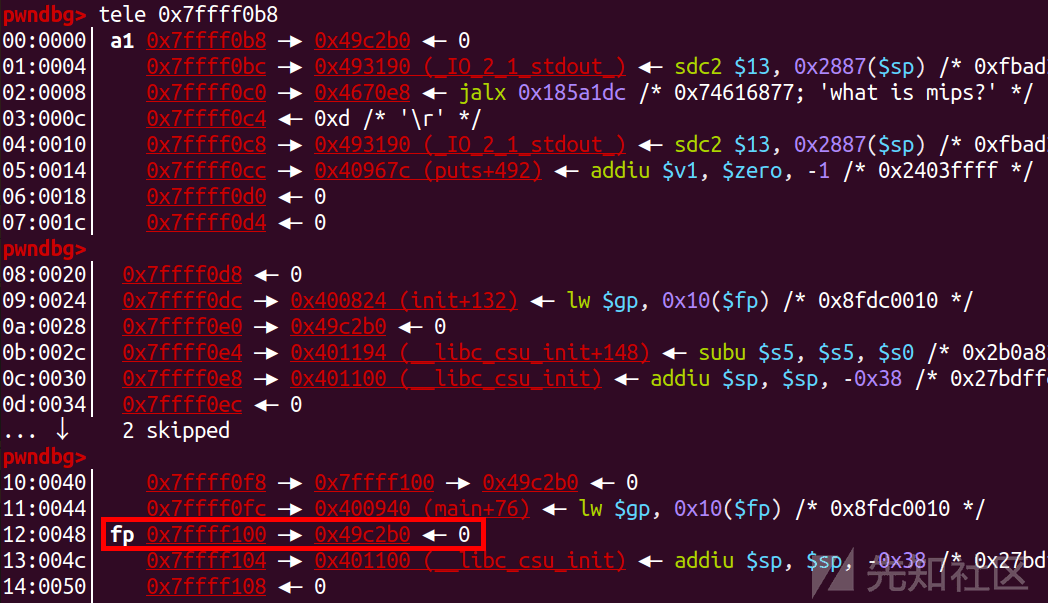 pwndbg> tele 0x7ffff0b8
00:0000│ a1 0x7ffff0b8 —▸ 0x49c2b0 ◂— 0
01:0004│    0x7ffff0bc —▸ 0x493190 (_IO_2_1_stdout_) ◂— sdc2 $13, 0x2887($sp) /* 0xfbad2
02:0008│    0x7ffff0c0 —▸ 0x4670e8 ◂— jalx 0x185a1dc /* 0x74616877; 'what is mips?' */
03:000c│    0x7ffff0c4 ◂— 0xd /* '\r' */
04:0010│    0x7ffff0c8 —▸ 0x493190 (_IO_2_1_stdout_) ◂— sdc2 $13, 0x2887($sp) /* 0xfbad
05:0014│    0x7ffff0cc —▸ 0x40967c (puts+492) ◂— addiu $v1, $zero, -1 /* 0x2403ffff */
06:0018│    0x7ffff0d0 ◂— 0
07:001c│    0x7ffff0d4 ◂— 0
pwndbg>
08:0020│ 0x7ffff0d8 ◂— 0
09:0024│ 0x7ffff0dc —▸ 0x400824 (init+132) ◂— lw $gp, 0x10($fp) /* 0x8fdc0010 */
0a:0028│ 0x7ffff0e0 —▸ 0x49c2b0 ◂— 0
0b:002c│ 0x7ffff0e4 —▸ 0x401194 (__libc_csu_init+148) ◂— subu $s5, $s5, $s0 /* 0x2b0a8
0c:0030│ 0x7ffff0e8 —▸ 0x401100 (__libc_csu_init) ◂— addiu $sp, $sp, -0x38 /* 0x27bdff
0d:0034│ 0x7ffff0ec ◂— 0
... ↓     2 skipped
pwndbg>
10:0040│    0x7ffff0f8 —▸ 0x7ffff100 —▸ 0x49c2b0 ◂— 0
11:0044│    0x7ffff0fc —▸ 0x400940 (main+76) ◂— lw $gp, 0x10($fp) /* 0x8fdc0010 */
12:0048│ fp 0x7ffff100 —▸ 0x49c2b0 ◂— 0
13:004c│    0x7ffff104 —▸ 0x401100 (__libc_csu_init) ◂— addiu $sp, $sp, -0x38 /* 0x27bd
14:0050│    0x7ffff108 ◂— 0
先知社区